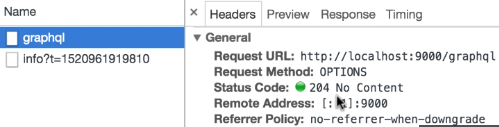 Name
× Headers Preview Response Timing
graphql
▼ General
info?t=1520961919810
Request URL: http://localhost:9000/graphql
Request Method: OPTIONS
Status Code: 204 No Content
Remote Address: :9000
Referrer Policy: no-referrer-when-downgrade